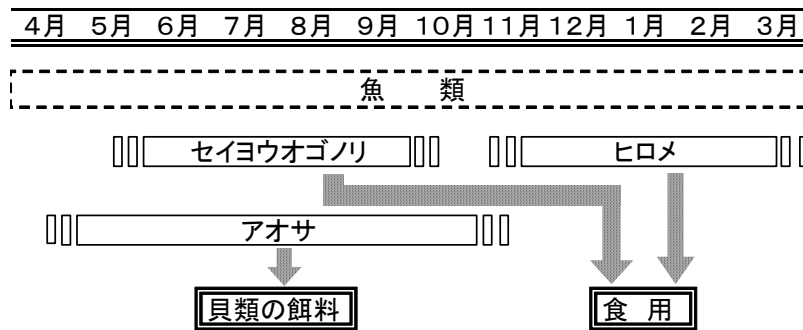 4月 5月 6月 7月 8月 9月 10月 11月 12月 1月 2月 3月
魚 類
セイヨウオゴノリ ヒロメ
アオサ
貝類の餌料 食 用